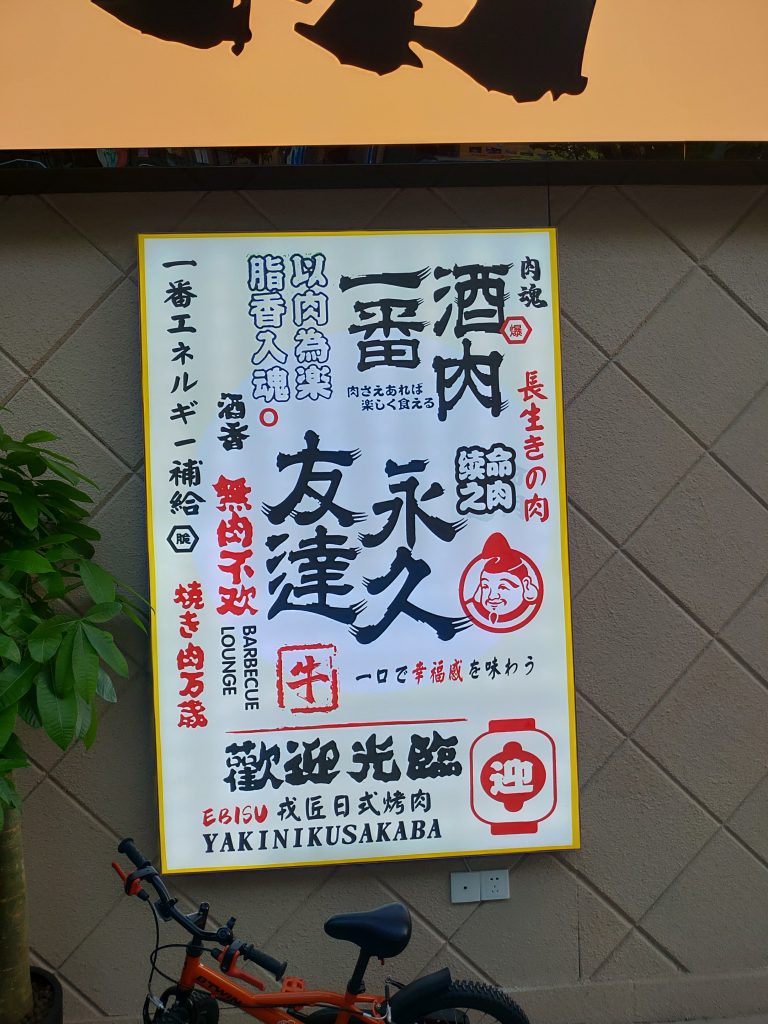 肉魂
酒肉
爆
一番
肉さえあれば
楽しく食える
以肉為楽
脂香入魂
酒香
一番エネルギー補給
脆
長生きの肉
续命
之肉
永久
友達
無肉不欢
焼き肉万歳
BARBECUE
LOUNGE
牛
一口で幸福感を味わう
歡迎光臨
迎
EBISU 戎匠日式烤肉
YAKINIKUSAKABA
BTWIN